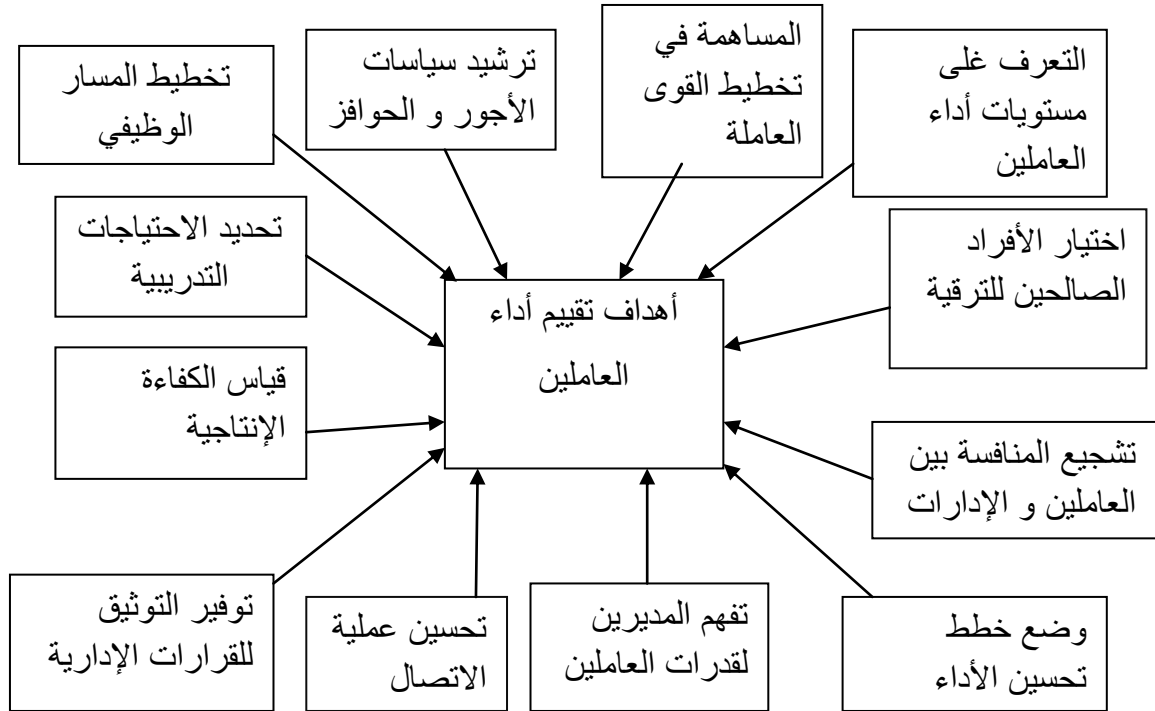 التعرف غلى
مستويات أداء
العاملين
المساهمة في
تخطيط القوى
العاملة
ترشيد سياسات
الأجور و الحوافز
تخطيط المسار
الوظيفي
اختيار الأفراد
الصالحين للترقية
تحديد الاحتياجات
التدريبية
أهداف تقييم أداء
العاملين
قياس الكفاءة
الإنتاجية
تشجيع المنافسة بين
العاملين و الإدارات
وضع خطط
تحسين الأداء
تفهم المديرين
لقدرات العاملين
تحسين عملية
الاتصال
توفير التوثيق
للقرارات الإدارية